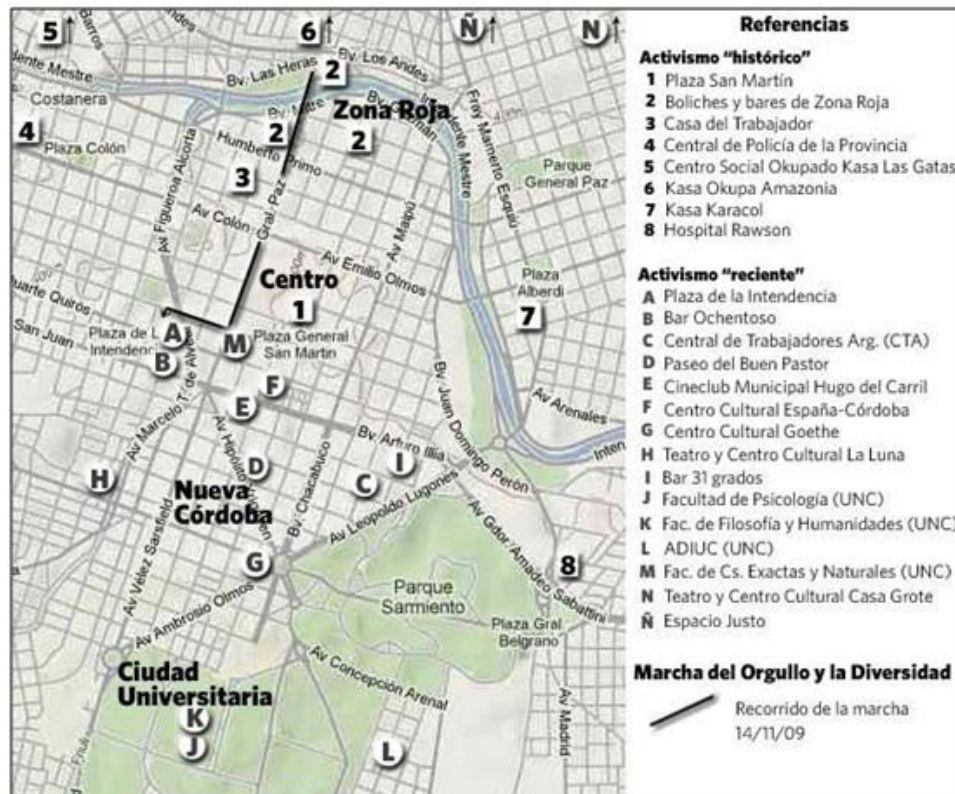 5
6
Ñ
N
Barros
Bv. Las Heras
2
Bv. Los Andes
Costanera
Zona Roja
Fray Mamerto Esquiú
4
Plaza Colón
2
2
Humberto Primo
3
Parque
General Paz
Av Figueroa Alcorta
Gral. Paz
Av Colón
Av Maipú
Av Emilio Olmos
Centro
1
Plaza
Alberdi
7
San Juan
A
B
M
Plaza General
San Martin
F
E
Bv. Juan Domingo Perón
Av Arenales
Bv. Arturo Illia
I
C
D
H
Nueva
Córdoba
Bv. Chacabuco
Av Leopoldo Lugones
Av Vélez Sarsfield
G
Av Gdor. Amadeo Sabattini
8
Parque
Sarmiento
Plaza Gral
Belgrano
Av Ambrosio Olmos
Av Concepción Arenal
Av Madrid
Ciudad
Universitaria
K
J
L
Referencias
Activismo "histórico"
1 Plaza San Martín
2 Boliches y bares de Zona Roja
3 Casa del Trabajador
4 Central de Policía de la Provincia
5 Centro Social Okupado Kasa Las Gatas
6 Kasa Okupa Amazonia
7 Kasa Karacol
8 Hospital Rawson
Activismo "reciente"
A Plaza de la Intendencia
B Bar Ochentoso
C Central de Trabajadores Arg. (CTA)
D Paseo del Buen Pastor
E Cineclub Municipal Hugo del Carril
F Centro Cultural España-Córdoba
G Centro Cultural Goethe
H Teatro y Centro Cultural La Luna
I Bar 31 grados
J Facultad de Psicología (UNC)
K Fac. de Filosofía y Humanidades (UNC)
L ADIUC (UNC)
M Fac. de Cs. Exactas y Naturales (UNC)
N Teatro y Centro Cultural Casa Grote
Ñ Espacio Justo
Marcha del Orgullo y la Diversidad
Recorrido de la marcha
14/11/09